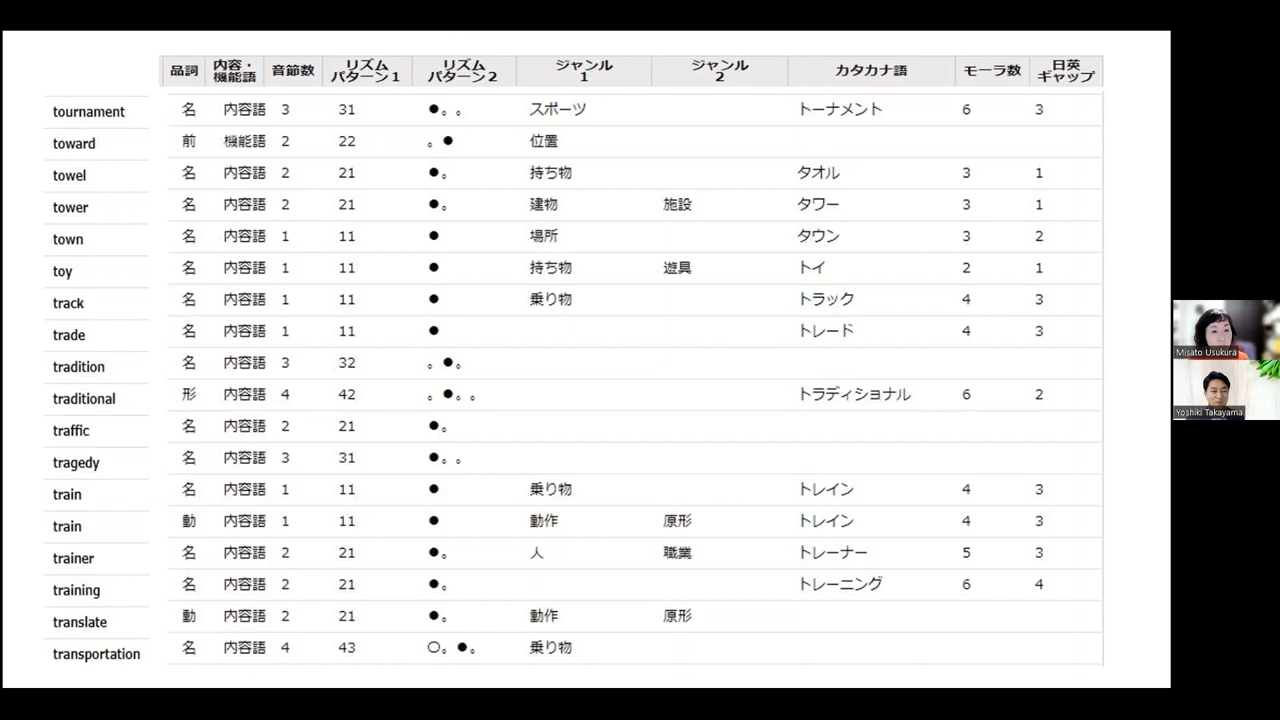 品詞 内容・機能語 音節数 リズムパターン1 リズムパターン2 ジャンル1 ジャンル2 カタカナ語 モーラ数 日英ギャップ
tournament 名 内容語 3 31 ●。。 スポーツ トーナメント 6 3
toward 前 機能語 2 22 。● 位置
towel 名 内容語 2 21 ●。 持ち物 タオル 3 1
tower 名 内容語 2 21 ●。 建物 施設 タワー 3 1
town 名 内容語 1 11 ● 場所 タウン 3 2
toy 名 内容語 1 11 ● 持ち物 遊具 トイ 2 1
track 名 内容語 1 11 ● 乗り物 トラック 4 3
trade 名 内容語 1 11 ● トレード 4 3
tradition 名 内容語 3 32 。●。
traditional 形 内容語 4 42 。●。。 トラディショナル 6 2
traffic 名 内容語 2 21 ●。
tragedy 名 内容語 3 31 ●。。
train 名 内容語 1 11 ● 乗り物 トレイン 4 3
train 動 内容語 1 11 ● 動作 原形 トレイン 4 3
trainer 名 内容語 2 21 ●。 人 職業 トレーナー 5 3
training 名 内容語 2 21 ●。 トレーニング 6 4
translate 動 内容語 2 21 ●。 動作 原形
transportation 名 内容語 4 43 〇。●。 乗り物
Misato Usukura
Yoshiki Takayama